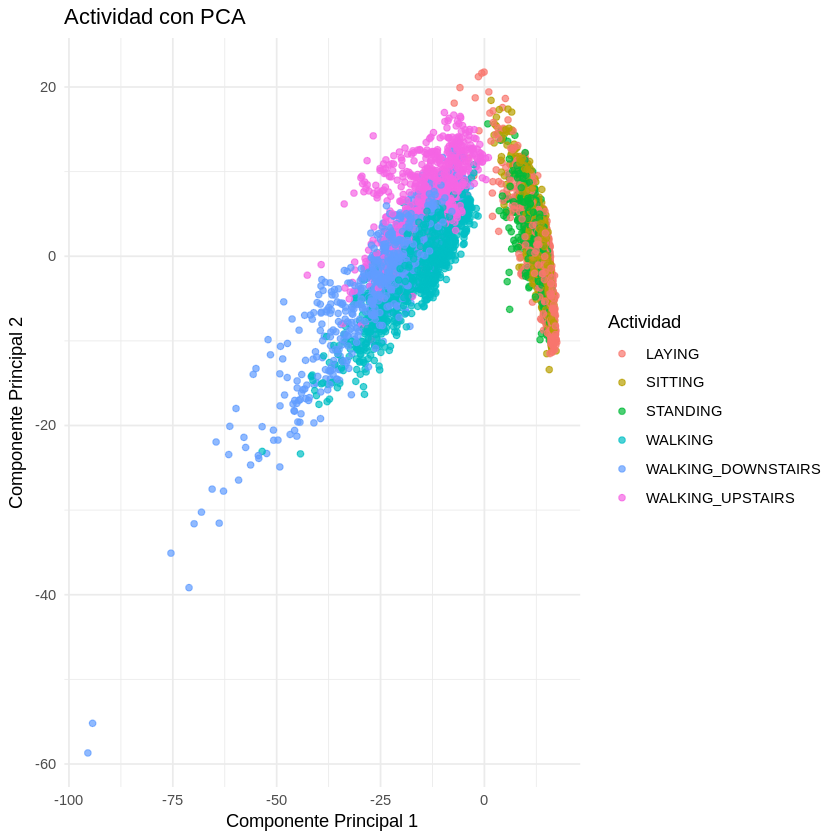 Actividad con PCA
20
0
-20
-40
-60
Componente Principal 2
-100
-75
-50
-25
0
Componente Principal 1
Actividad
LAYING
SITTING
STANDING
WALKING
WALKING_DOWNSTAIRS
WALKING_UPSTAIRS